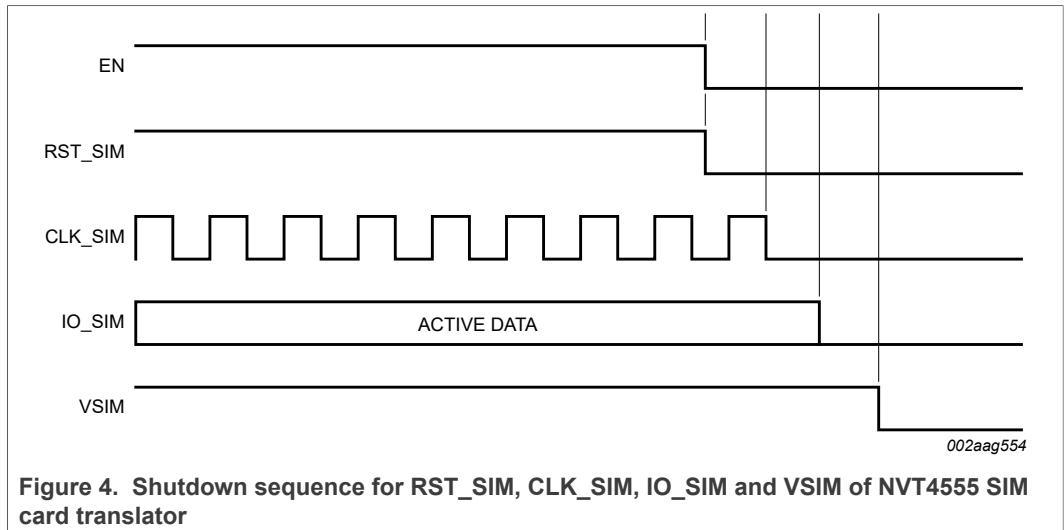 EN
RST_SIM
CLK_SIM
IO_SIM
ACTIVE DATA
VSIM
002aag554
Figure 4. Shutdown sequence for RST_SIM, CLK_SIM, IO_SIM and VSIM of NVT4555 SIM
card translator